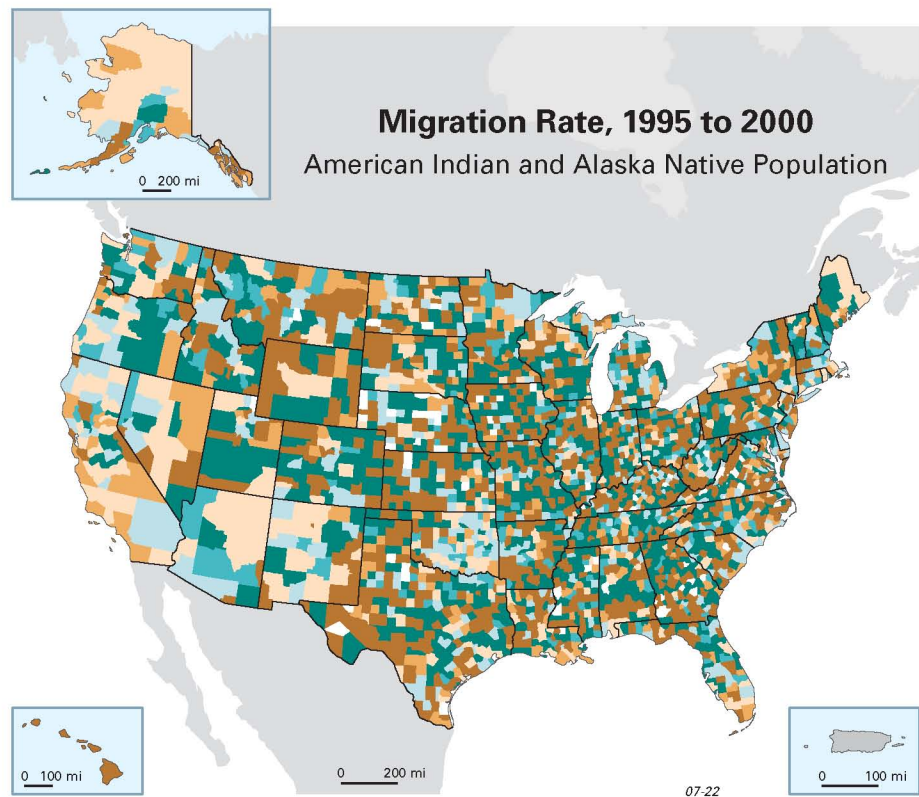 0 200 mi
Migration Rate, 1995 to 2000
American Indian and Alaska Native Population
0 100 mi
0 200 mi
07-22
0 100 mi